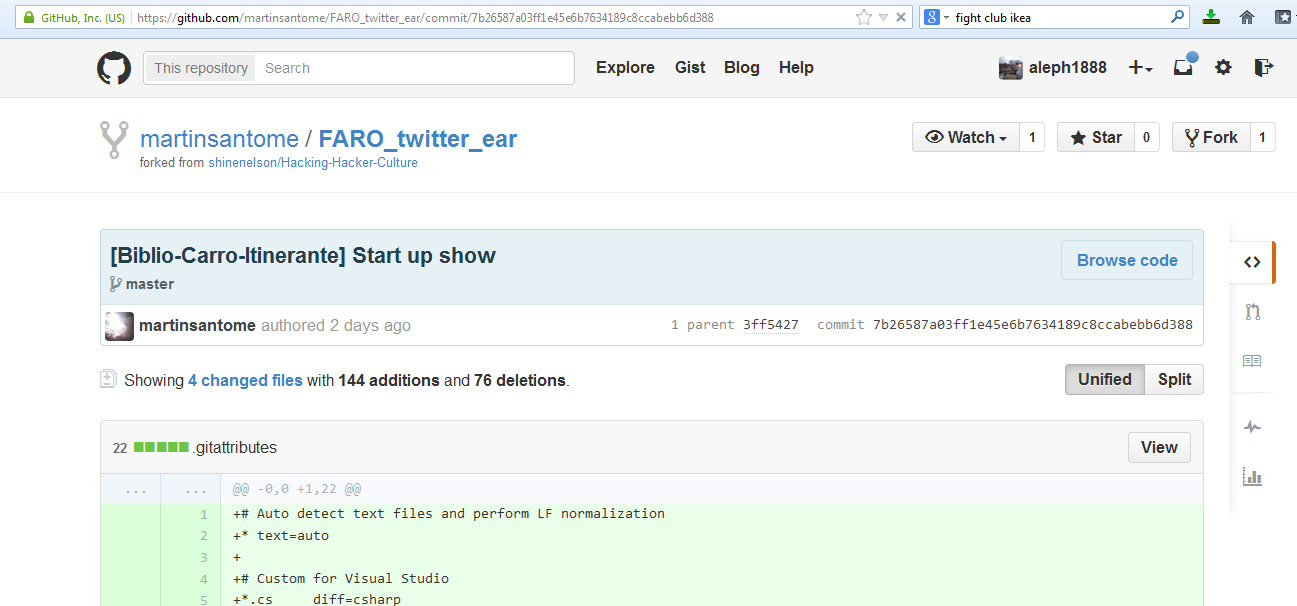 GitHub, Inc. (US) https://github.com/martinsantome/FARO_twitter_ear/commit/7b26587a03ff1e45e6b7634189c8ccabebb6d388 8 fight club ikea
This repository Search Explore Gist Blog Help aleph1888
martinsantome / FARO_twitter_ear Watch 1 Star 0 Fork 1
forked from shinenelson/Hacking-Hacker-Culture
[Biblio-Carro-Itinerante] Start up show Browse code
master
martinsantome authored 2 days ago 1 parent 3ff5427 commit 7b26587a03ff1e45e6b7634189c8ccabebb6d388
Showing 4 changed files with 144 additions and 76 deletions. Unified Split
22 .gitattributes View
... ... @@ -0,0 +1,22 @@
1 +# Auto detect text files and perform LF normalization
2 +* text=auto
3 +
4 +# Custom for Visual Studio
5 +*.cs diff=csharp